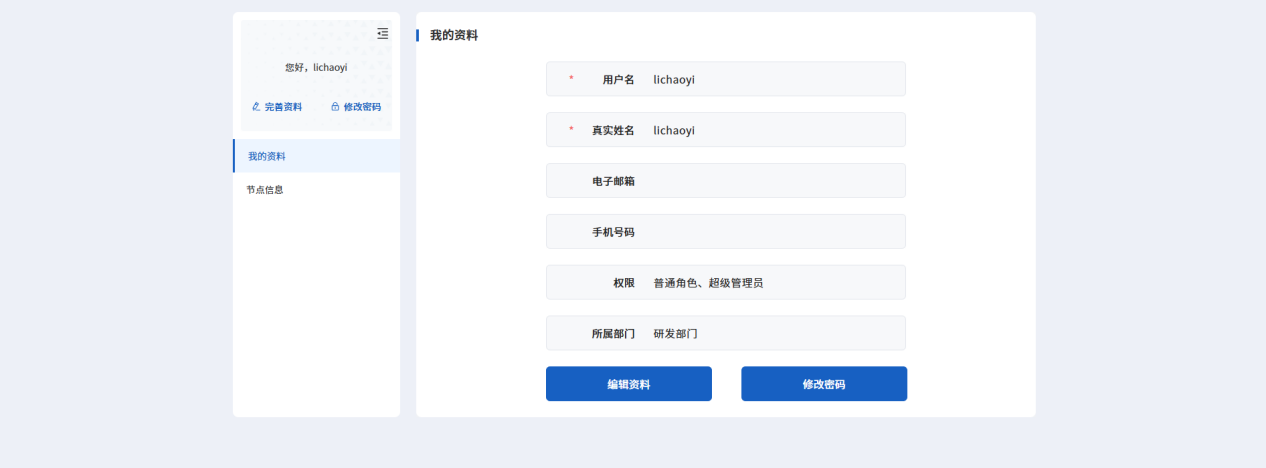 您好，lichaoyi
完善资料 修改密码
我的资料
节点信息
我的资料
* 用户名 lichaoyi
* 真实姓名 lichaoyi
电子邮箱
手机号码
权限 普通角色、超级管理员
所属部门 研发部门
编辑资料 修改密码